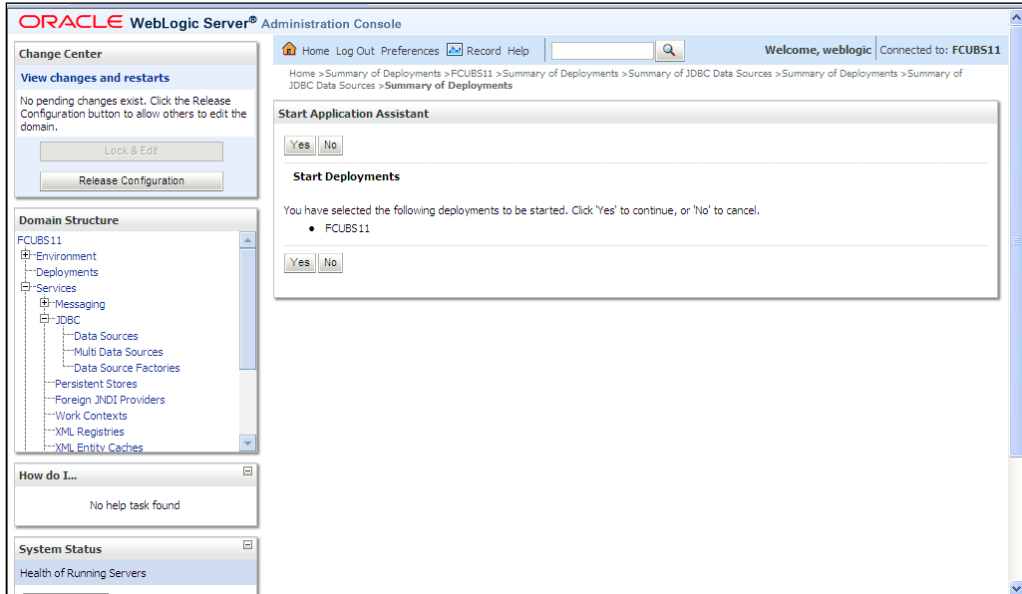 ORACLE WebLogic Server® Administration Console
Change Center
View changes and restarts
No pending changes exist. Click the Release
Configuration button to allow others to edit the
domain.
Lock & Edit
Release Configuration
Domain Structure
FCUBS11
Environment
Deployments
Services
Messaging
JDBC
Data Sources
Multi Data Sources
Data Source Factories
Persistent Stores
Foreign JNDI Providers
Work Contexts
XML Registries
XML Entity Caches
How do I...
No help task found
System Status
Health of Running Servers
Home Log Out Preferences Record Help
Welcome, weblogic Connected to: FCUBS11
Home >Summary of Deployments >FCUBS11 >Summary of Deployments >Summary of JDBC Data Sources >Summary of Deployments >Summary of
JDBC Data Sources >Summary of Deployments
Start Application Assistant
Yes No
Start Deployments
You have selected the following deployments to be started. Click 'Yes' to continue, or 'No' to cancel.
• FCUBS11
Yes No